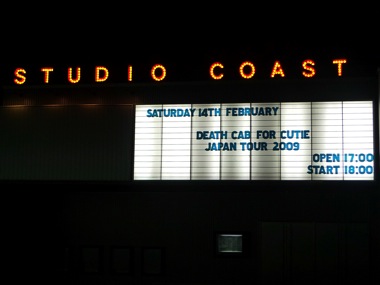 STUDIO COAST
SATURDAY 14TH FEBRUARY
DEATH CAB FOR CUTIE
JAPAN TOUR 2009
OPEN 17:00
START 18:00